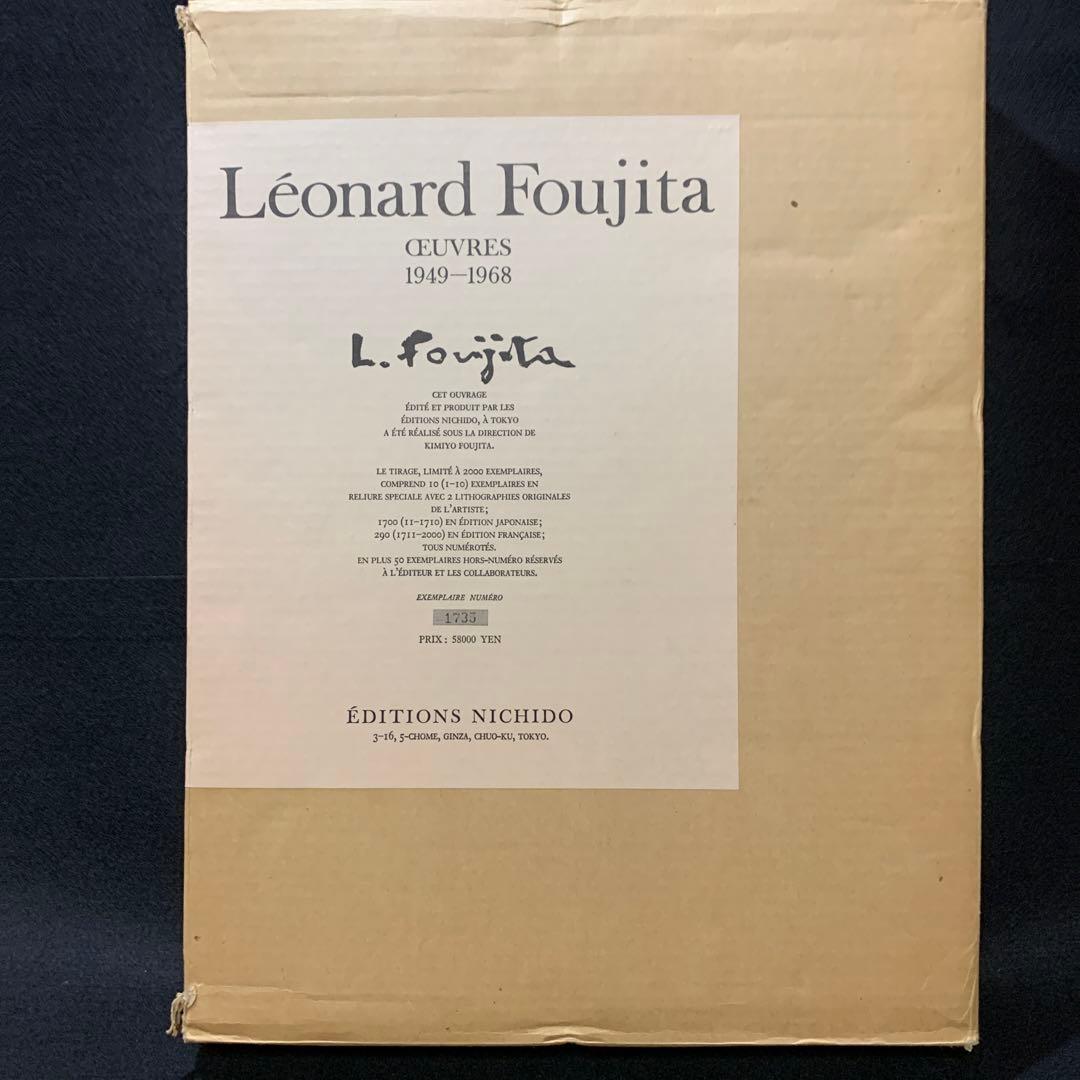 Léonard Foujita
ŒUVRES
1949—1968
L. Foujita
CET OUVRAGE
ÉDITÉ ET PRODUIT PAR LES
ÉDITIONS NICHIDO, À TOKYO
A ÉTÉ RÉALISÉ SOUS LA DIRECTION DE
KIMIYO FOUJITA.
LE TIRAGE, LIMITÉ À 2000 EXEMPLAIRES,
COMPREND 10 (1–10) EXEMPLAIRES EN
RELIURE SPECIALE AVEC 2 LITHOGRAPHIES ORIGINALES
DE L'ARTISTE;
1700 (11–1710) EN ÉDITION JAPONAISE;
290 (1711–2000) EN ÉDITION FRANÇAISE;
TOUS NUMÉROTÉS.
EN PLUS 50 EXEMPLAIRES HORS-NUMÉRO RÉSERVÉS
À L'ÉDITEUR ET LES COLLABORATEURS.
EXEMPLAIRE NUMÉRO
1735
PRIX: 58000 YEN
ÉDITIONS NICHIDO
3–16, 5-CHOME, GINZA, CHUO-KU, TOKYO.